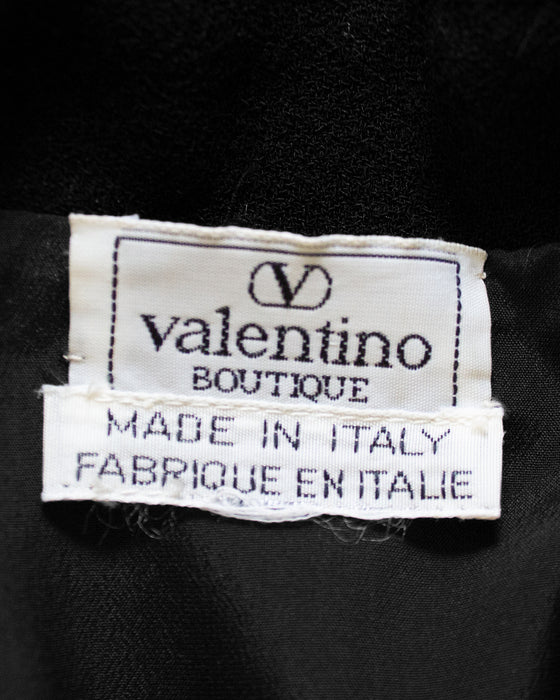 V
valentino
BOUTIQUE
MADE IN ITALY
FABRIQUE EN ITALIE